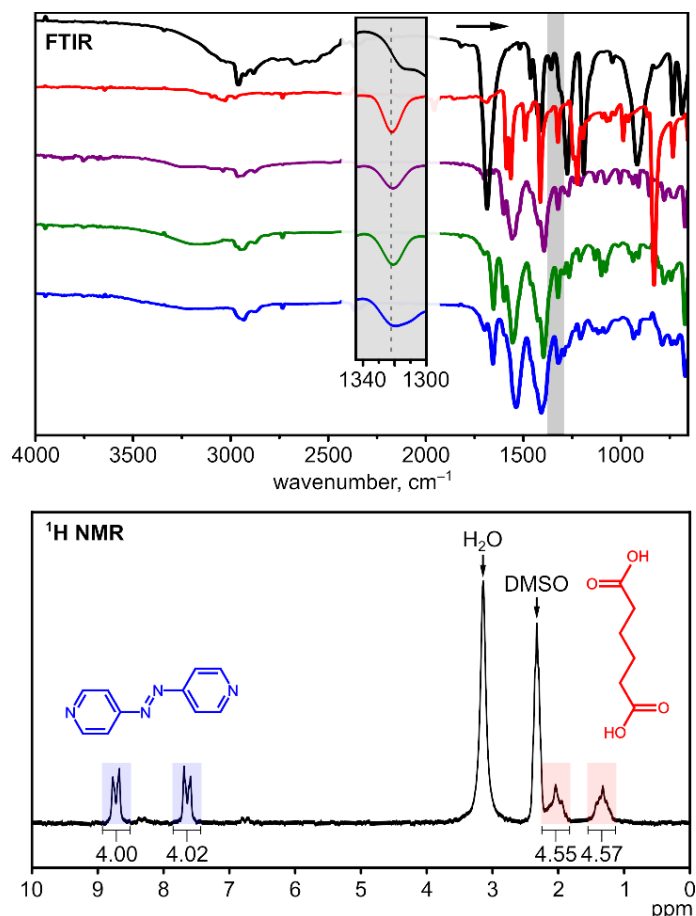 FTIR
1340 1300
4000 3500 3000 2500 2000 1500 1000
wavenumber, cm⁻¹
¹H NMR
H₂O
DMSO
OH
O
O
HO
N
N
N
N
4.00 4.02 4.55 4.57
10 9 8 7 6 5 4 3 2 1 0
ppm